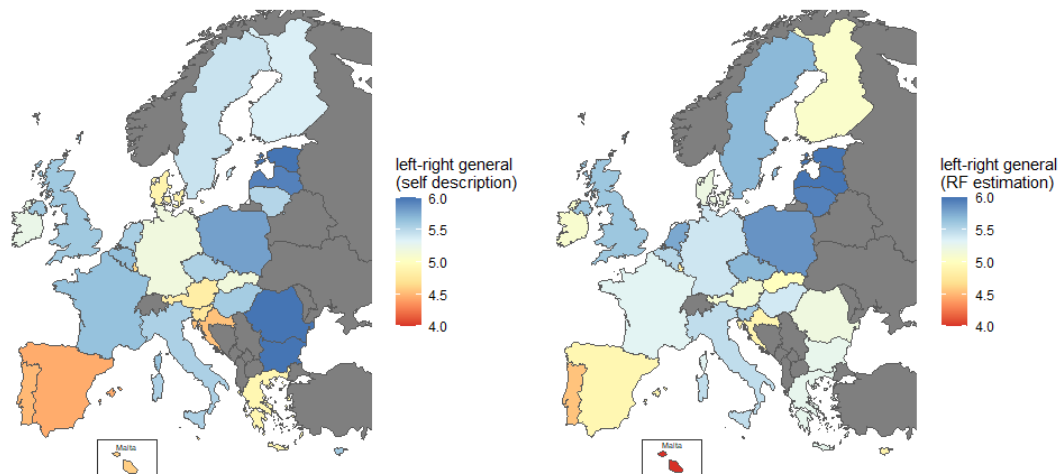 left-right general
(self description)
6.0
5.5
5.0
4.5
4.0
Malta
left-right general
(RF estimation)
6.0
5.5
5.0
4.5
4.0
Malta